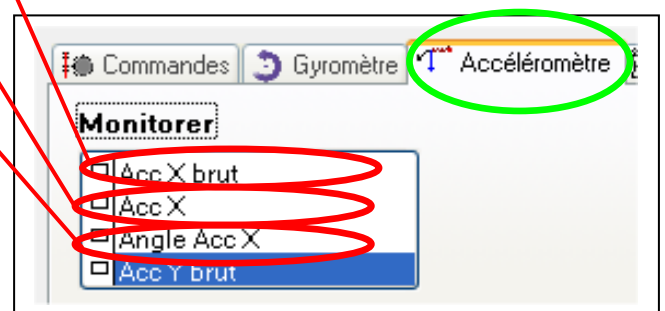 Commandes Gyromètre Accéléromètre
Monitorer
Acc X brut
Acc X
Angle Acc X
Acc Y brut